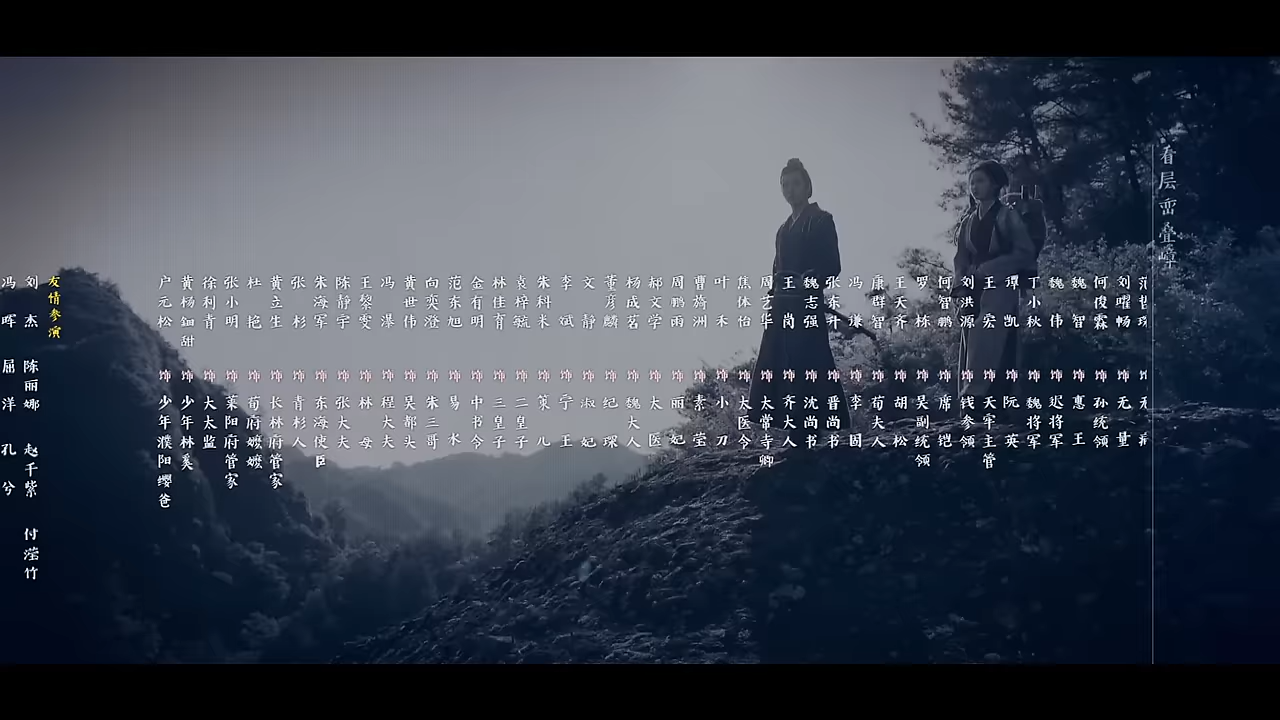 看层峦叠嶂
刘曜畅 饰 无量
何俊霖 饰 孙统领
魏智 饰 惠王
魏伟 饰 迟将军
丁小秋 饰 魏将军
谭凯 饰 阮英
王宏 饰 天牢主管
刘洪源 饰 钱参领
何智鹏 饰 席铠
罗栋 饰 吴副统领
王天齐 饰 胡松
康群智 饰 荀夫人
冯谦 饰 李固
张东升 饰 晋尚书
魏志强 饰 沈尚书
王岗 饰 齐大人
周艺华 饰 太常寺卿
焦体怡 饰 太医令
叶禾 饰 小刀
曹旖洲 饰 素莹
周鹏雨 饰 丽妃
郝文学 饰 太医
杨成茗 饰 魏大人
董彦麟 饰 纪琛
文静 饰 淑妃
李斌 饰 宁王
朱科米 饰 策儿
袁梓毓 饰 二皇子
林佳育 饰 三皇子
金有明 饰 中书令
范东旭 饰 易术
向奕澄 饰 朱三哥
黄世伟 饰 吴都头
冯瀑 饰 程大夫
王黎雯 饰 林母
陈静宇 饰 张大夫
朱海军 饰 东海使臣
张杉 饰 青杉人
黄立生 饰 长林府管家
杜艳 饰 荀府嬷嬷
张小明 饰 莱阳府管家
徐利青 饰 大太监
黄杨钿甜 饰 少年林奚
户元松 饰 少年濮阳缨爸
友情参演
刘杰 陈丽娜 赵千紫 付滢竹
冯晖 屈洋 孔兮